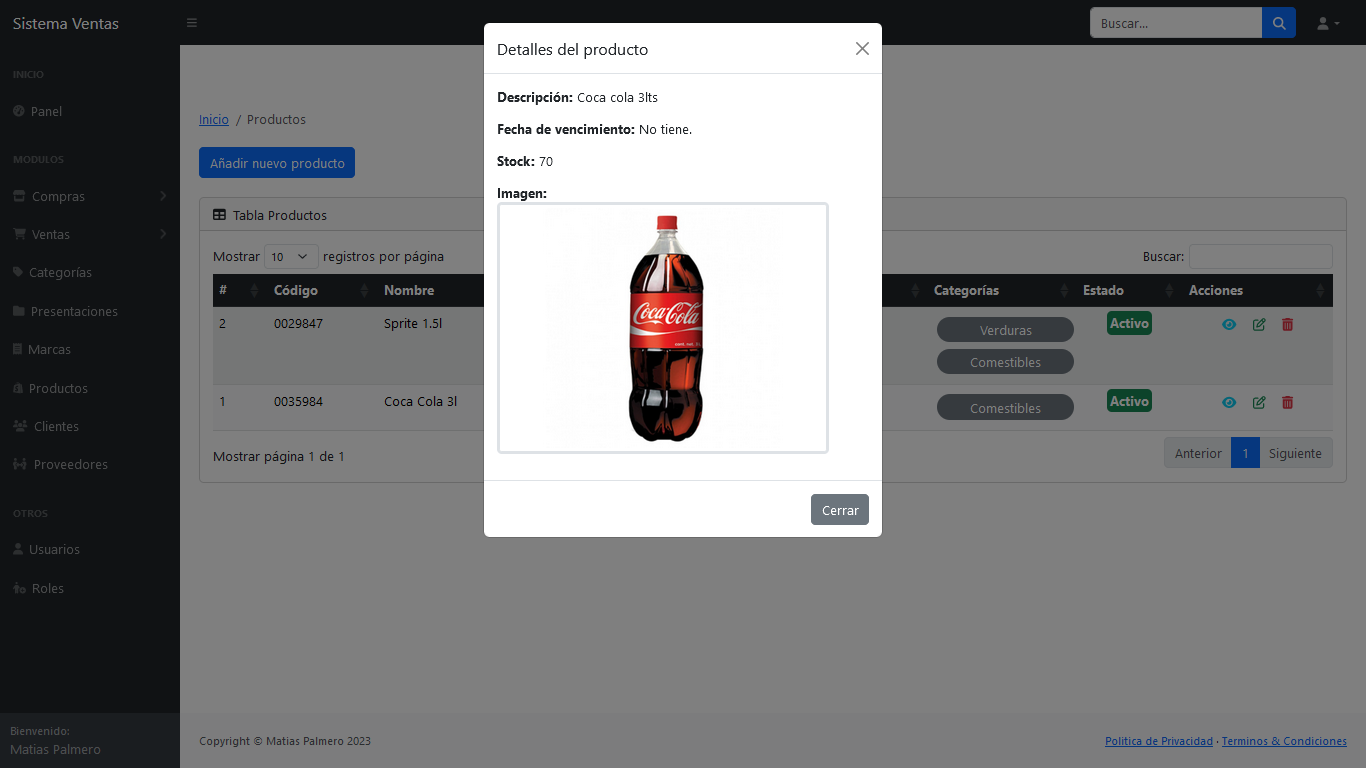 Sistema Ventas
Buscar...
INICIO
Panel
MODULOS
Compras
Ventas
Categorías
Presentaciones
Marcas
Productos
Clientes
Proveedores
OTROS
Usuarios
Roles
Bienvenido:
Matias Palmero
Inicio / Productos
Añadir nuevo producto
Tabla Productos
Mostrar 10 registros por página
Buscar:
# Código Nombre Categorías Estado Acciones
2 0029847 Sprite 1.5l Verduras Activo
Comestibles
1 0035984 Coca Cola 3l Comestibles Activo
Mostrar página 1 de 1
Anterior 1 Siguiente
Detalles del producto
Descripción: Coca cola 3lts
Fecha de vencimiento: No tiene.
Stock: 70
Imagen:
Coca-Cola
Cerrar
Copyright © Matias Palmero 2023
Politica de Privacidad · Terminos & Condiciones